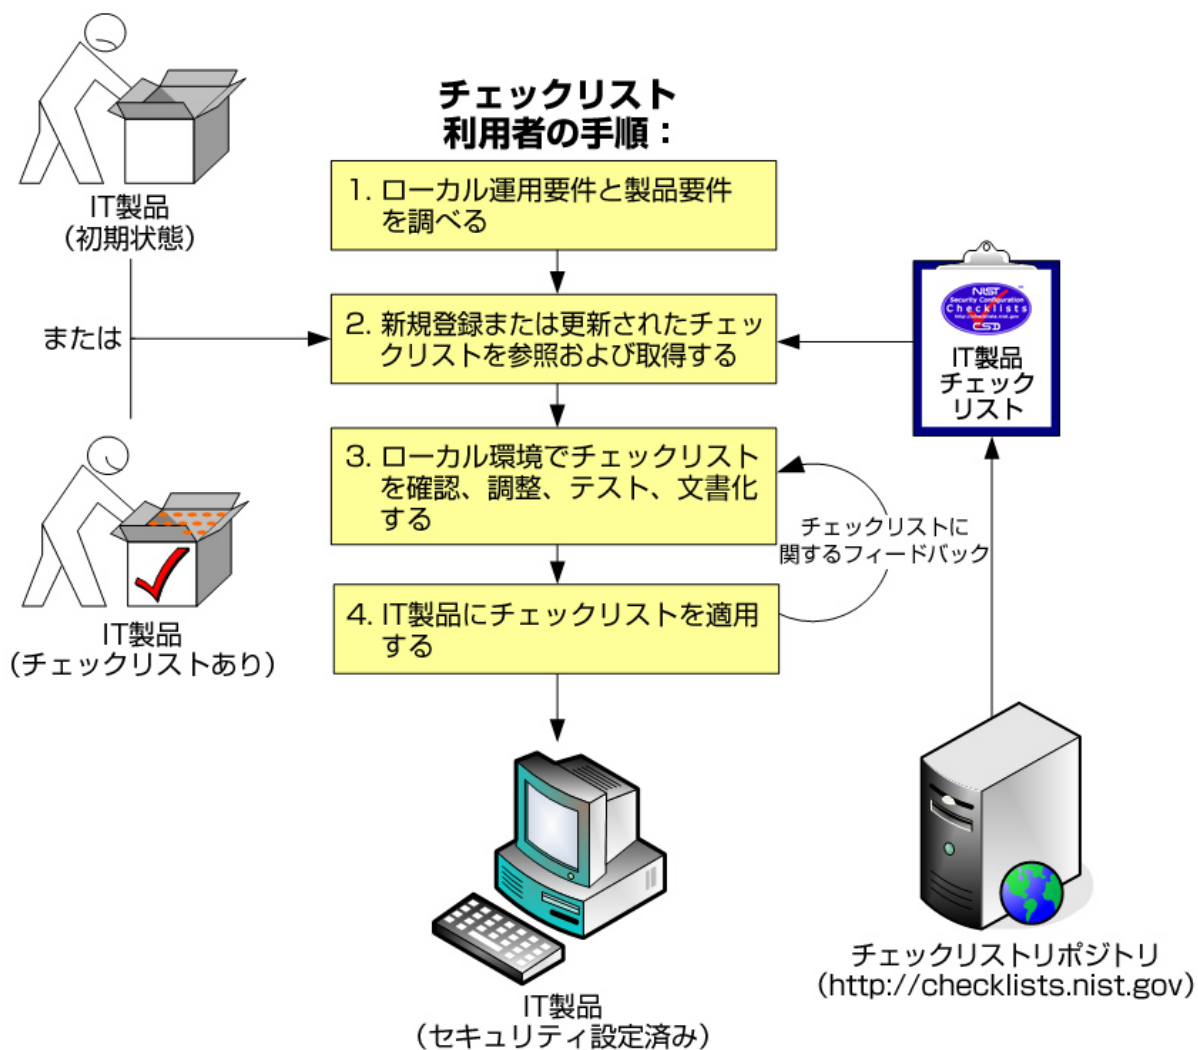 チェックリスト
利用者の手順：
IT製品
（初期状態）
または
IT製品
（チェックリストあり）
1. ローカル運用要件と製品要件
を調べる
2. 新規登録または更新されたチェッ
クリストを参照および取得する
3. ローカル環境でチェックリスト
を確認、調整、テスト、文書化
する
4. IT製品にチェックリストを適用
する
チェックリストに
関するフィードバック
NIST
Security Configuration
Checklists
http://checklists.nist.gov
CSD
IT製品
チェック
リスト
IT製品
（セキュリティ設定済み）
チェックリストリポジトリ
（http://checklists.nist.gov）